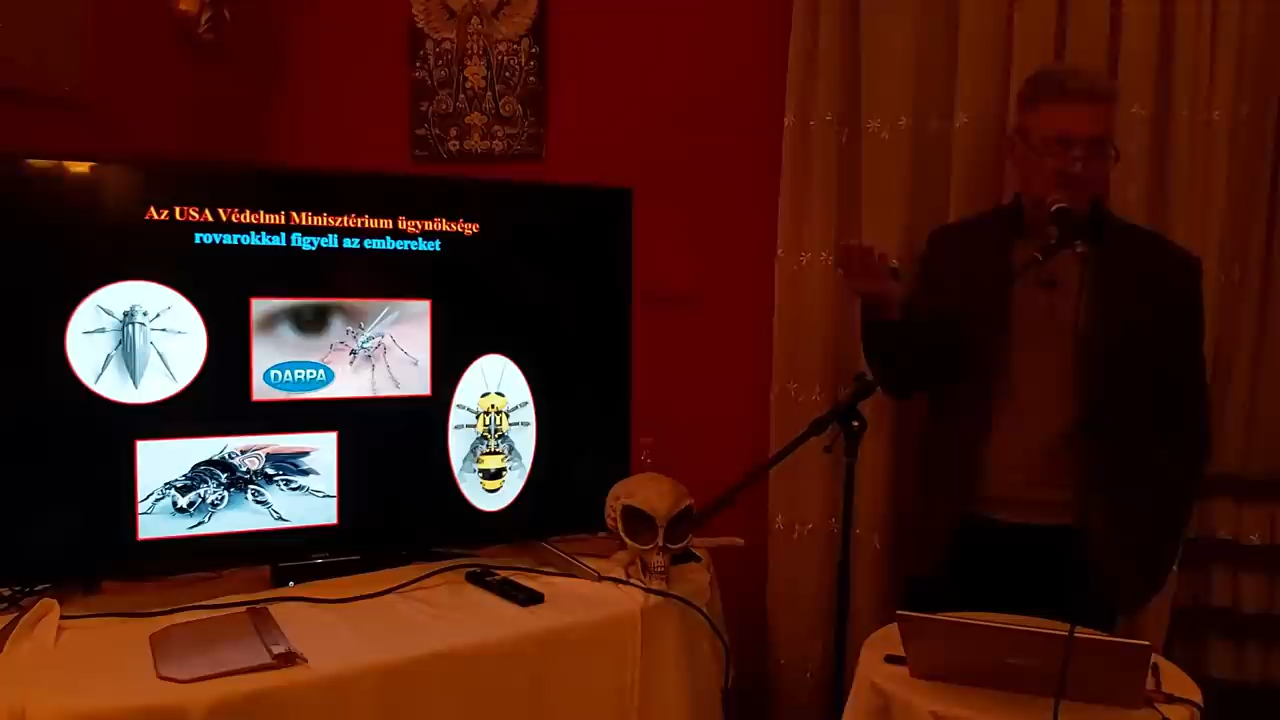 Az USA Védelmi Minisztérium ügynöksége
rovarokkal figyeli az embereket
DARPA